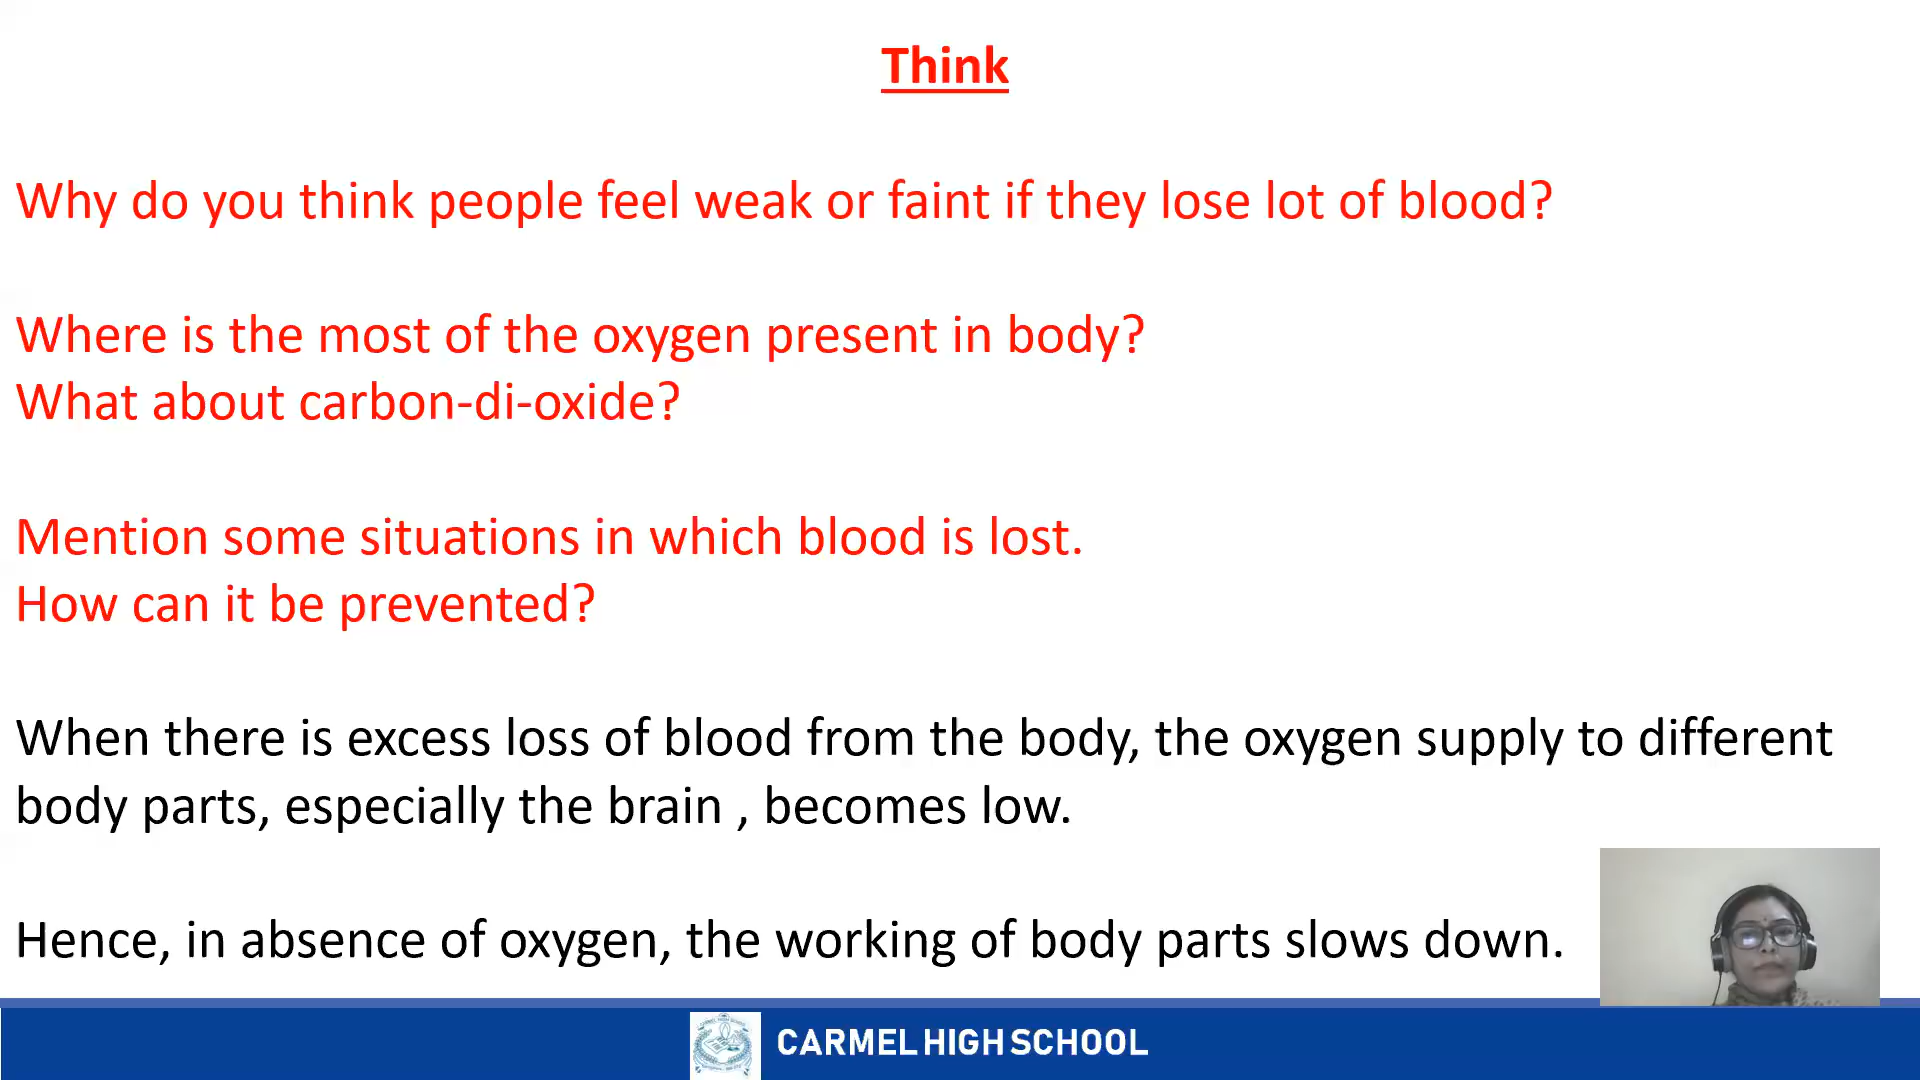 Think
Why do you think people feel weak or faint if they lose lot of blood?
Where is the most of the oxygen present in body?
What about carbon-di-oxide?
Mention some situations in which blood is lost.
How can it be prevented?
When there is excess loss of blood from the body, the oxygen supply to different
body parts, especially the brain , becomes low.
Hence, in absence of oxygen, the working of body parts slows down.
CARMEL HIGH SCHOOL